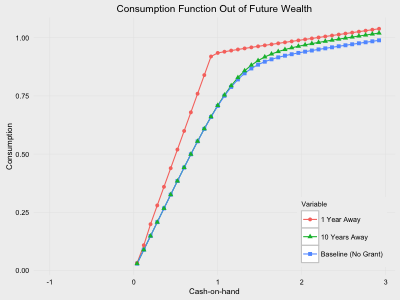 Consumption Function Out of Future Wealth
1.00
0.75
0.50
0.25
0.00
Consumption
-1
0
1
2
3
Cash-on-hand
Variable
1 Year Away
10 Years Away
Baseline (No Grant)